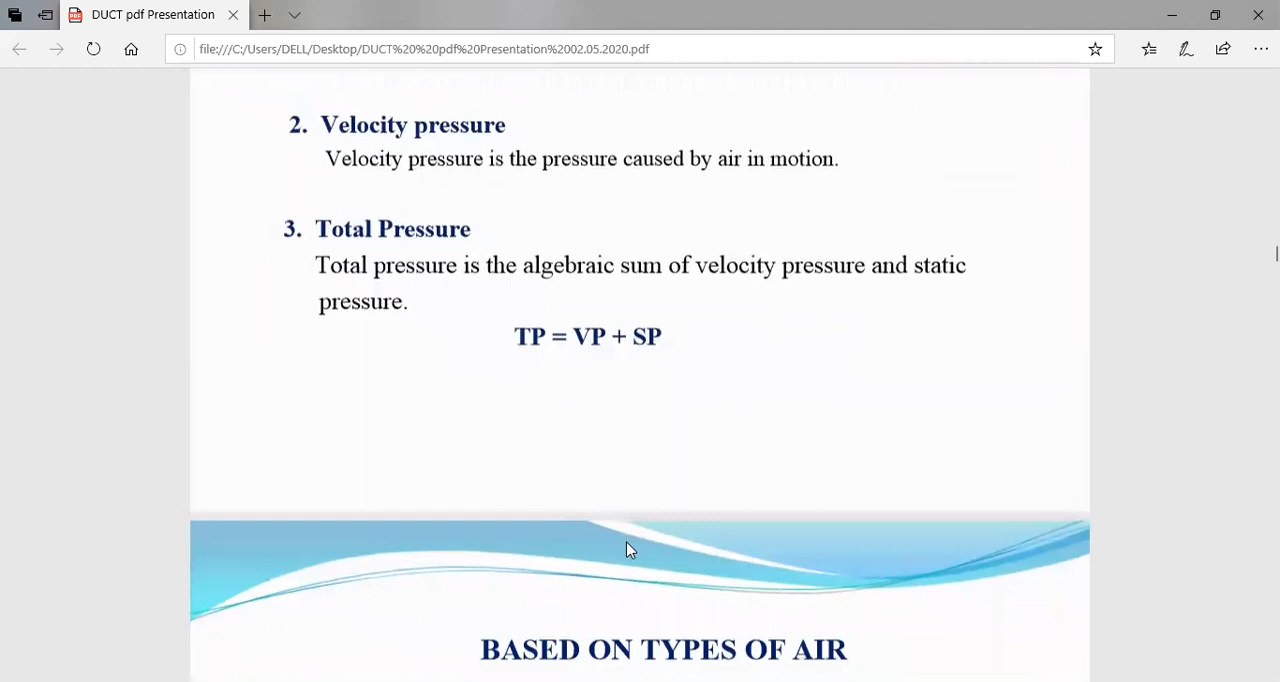 DUCT pdf Presentation
file:///C:/Users/DELL/Desktop/DUCT%20%20pdf%20Presentation%2002.05.2020.pdf
2. Velocity pressure
Velocity pressure is the pressure caused by air in motion.
3. Total Pressure
Total pressure is the algebraic sum of velocity pressure and static
pressure.
TP = VP + SP
BASED ON TYPES OF AIR